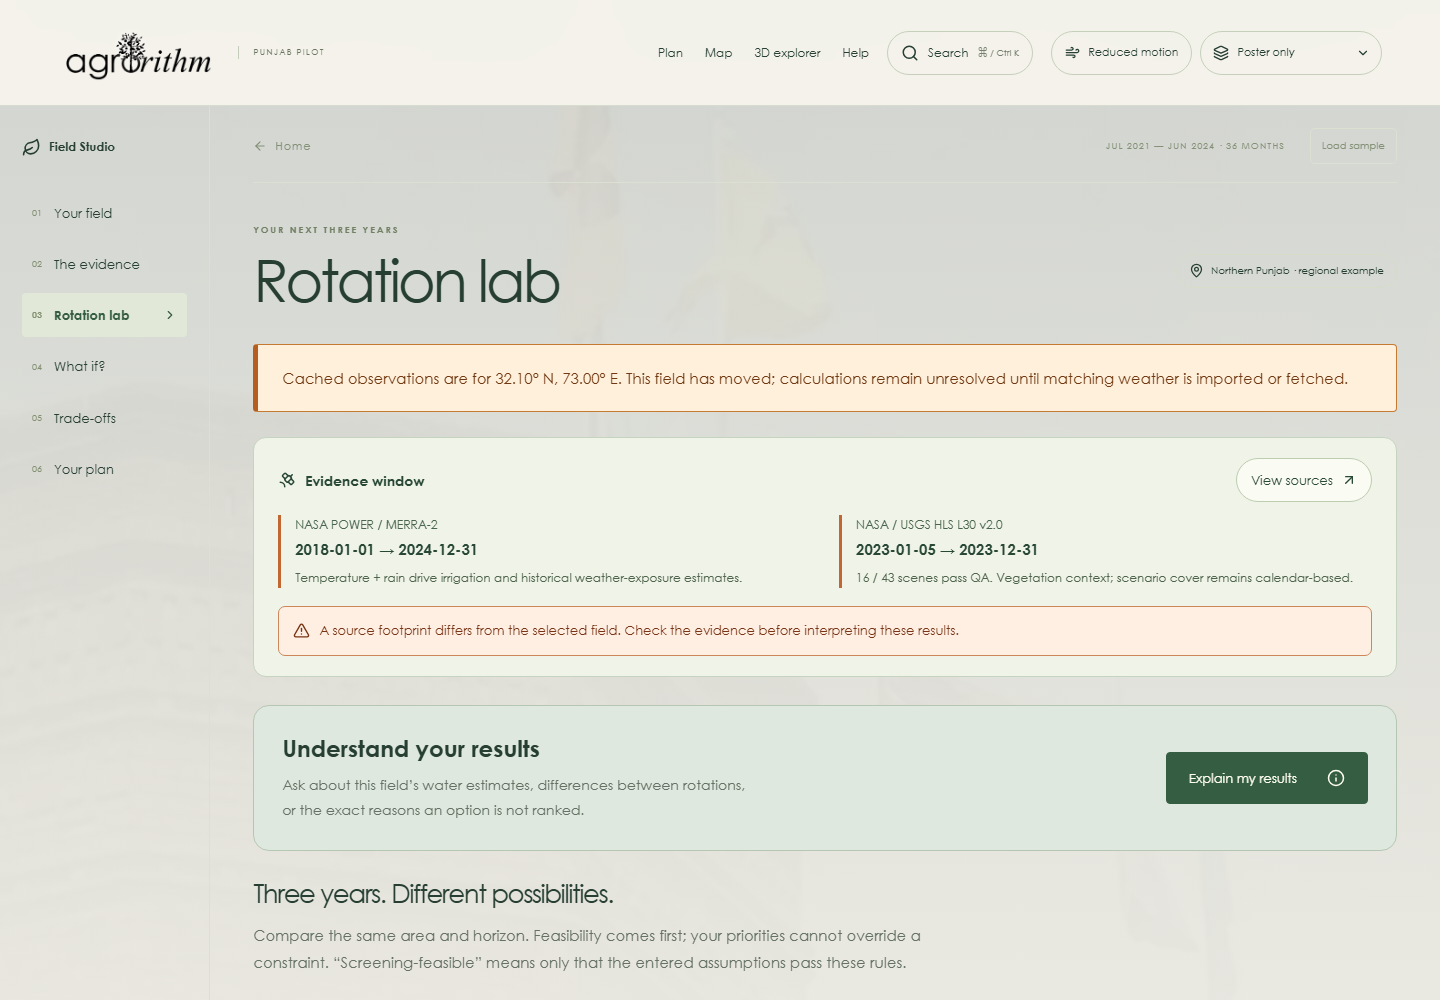 agrorithm
PUNJAB PILOT
Plan
Map
3D explorer
Help
Search ⌘ / Ctrl K
Reduced motion
Poster only
Field Studio
01 Your field
02 The evidence
03 Rotation lab
04 What if?
05 Trade-offs
06 Your plan
← Home
JUL 2021 — JUN 2024 · 36 MONTHS
Load sample
YOUR NEXT THREE YEARS
Rotation lab
Northern Punjab · regional example
Cached observations are for 32.10° N, 73.00° E. This field has moved; calculations remain unresolved until matching weather is imported or fetched.
Evidence window
View sources
NASA POWER / MERRA-2
2018-01-01 → 2024-12-31
Temperature + rain drive irrigation and historical weather-exposure estimates.
NASA / USGS HLS L30 v2.0
2023-01-05 → 2023-12-31
16 / 43 scenes pass QA. Vegetation context; scenario cover remains calendar-based.
A source footprint differs from the selected field. Check the evidence before interpreting these results.
Understand your results
Ask about this field’s water estimates, differences between rotations,
or the exact reasons an option is not ranked.
Explain my results
Three years. Different possibilities.
Compare the same area and horizon. Feasibility comes first; your priorities cannot override a
constraint. “Screening-feasible” means only that the entered assumptions pass these rules.